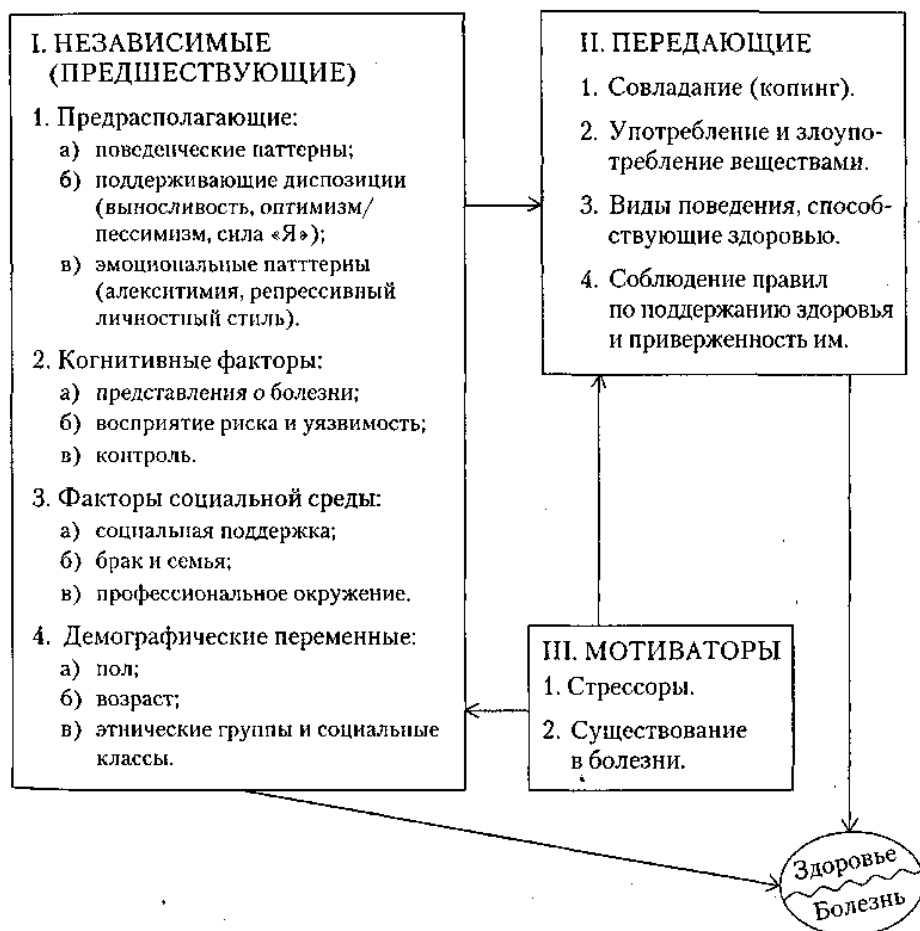 I. НЕЗАВИСИМЫЕ
(ПРЕДШЕСТВУЮЩИЕ)
1. Предрасполагающие:
а) поведенческие паттерны;
б) поддерживающие диспозиции
(выносливость, оптимизм/
пессимизм, сила «Я»);
в) эмоциональные патттерны
(алекситимия, репрессивный
личностный стиль).
2. Когнитивные факторы:
а) представления о болезни;
б) восприятие риска и уязвимость;
в) контроль.
3. Факторы социальной среды:
а) социальная поддержка;
б) брак и семья;
в) профессиональное окружение.
4. Демографические переменные:
а) пол;
б) возраст;
в) этнические группы и социальные
классы.
II. ПЕРЕДАЮЩИЕ
1. Совладание (копинг).
2. Употребление и злоупо-
требление веществами.
3. Виды поведения, способ-
ствующие здоровью.
4. Соблюдение правил
по поддержанию здоровья
и приверженность им.
III. МОТИВАТОРЫ
1. Стрессоры.
2. Существование
в болезни.
Здоровье
Болезнь